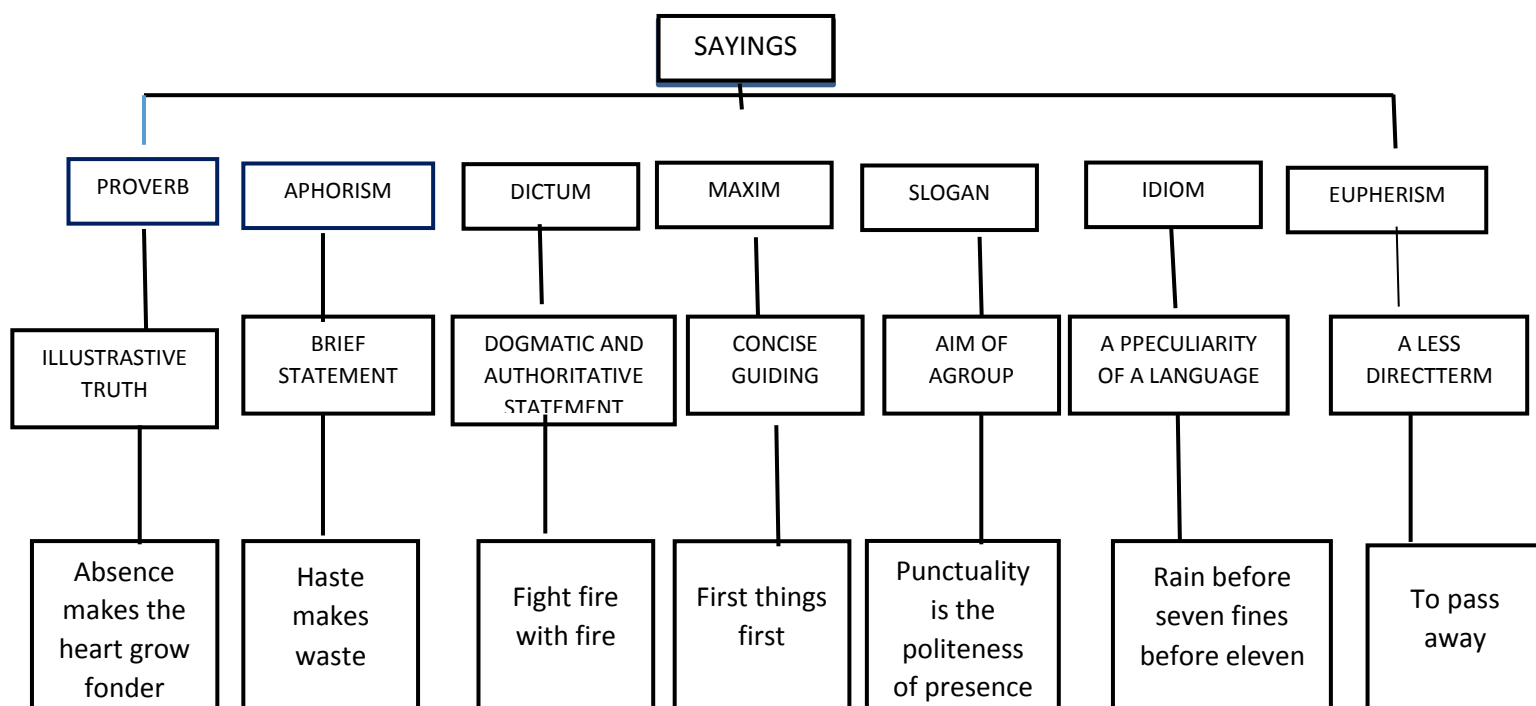 SAYINGS
PROVERB
APHORISM
DICTUM
MAXIM
SLOGAN
IDIOM
EUPHERISM
ILLUSTRASTIVE
TRUTH
BRIEF
STATEMENT
DOGMATIC AND
AUTHORITATIVE
STATEMENT
CONCISE
GUIDING
AIM OF
AGROUP
A PPECULIARITY
OF A LANGUAGE
A LESS
DIRECTTERM
Absence
makes the
heart grow
fonder
Haste
makes
waste
Fight fire
with fire
First things
first
Punctuality
is the
politeness
of presence
Rain before
seven fines
before eleven
To pass
away